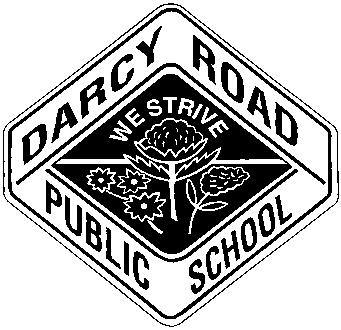 DARCY ROAD
WE STRIVE
PUBLIC SCHOOL